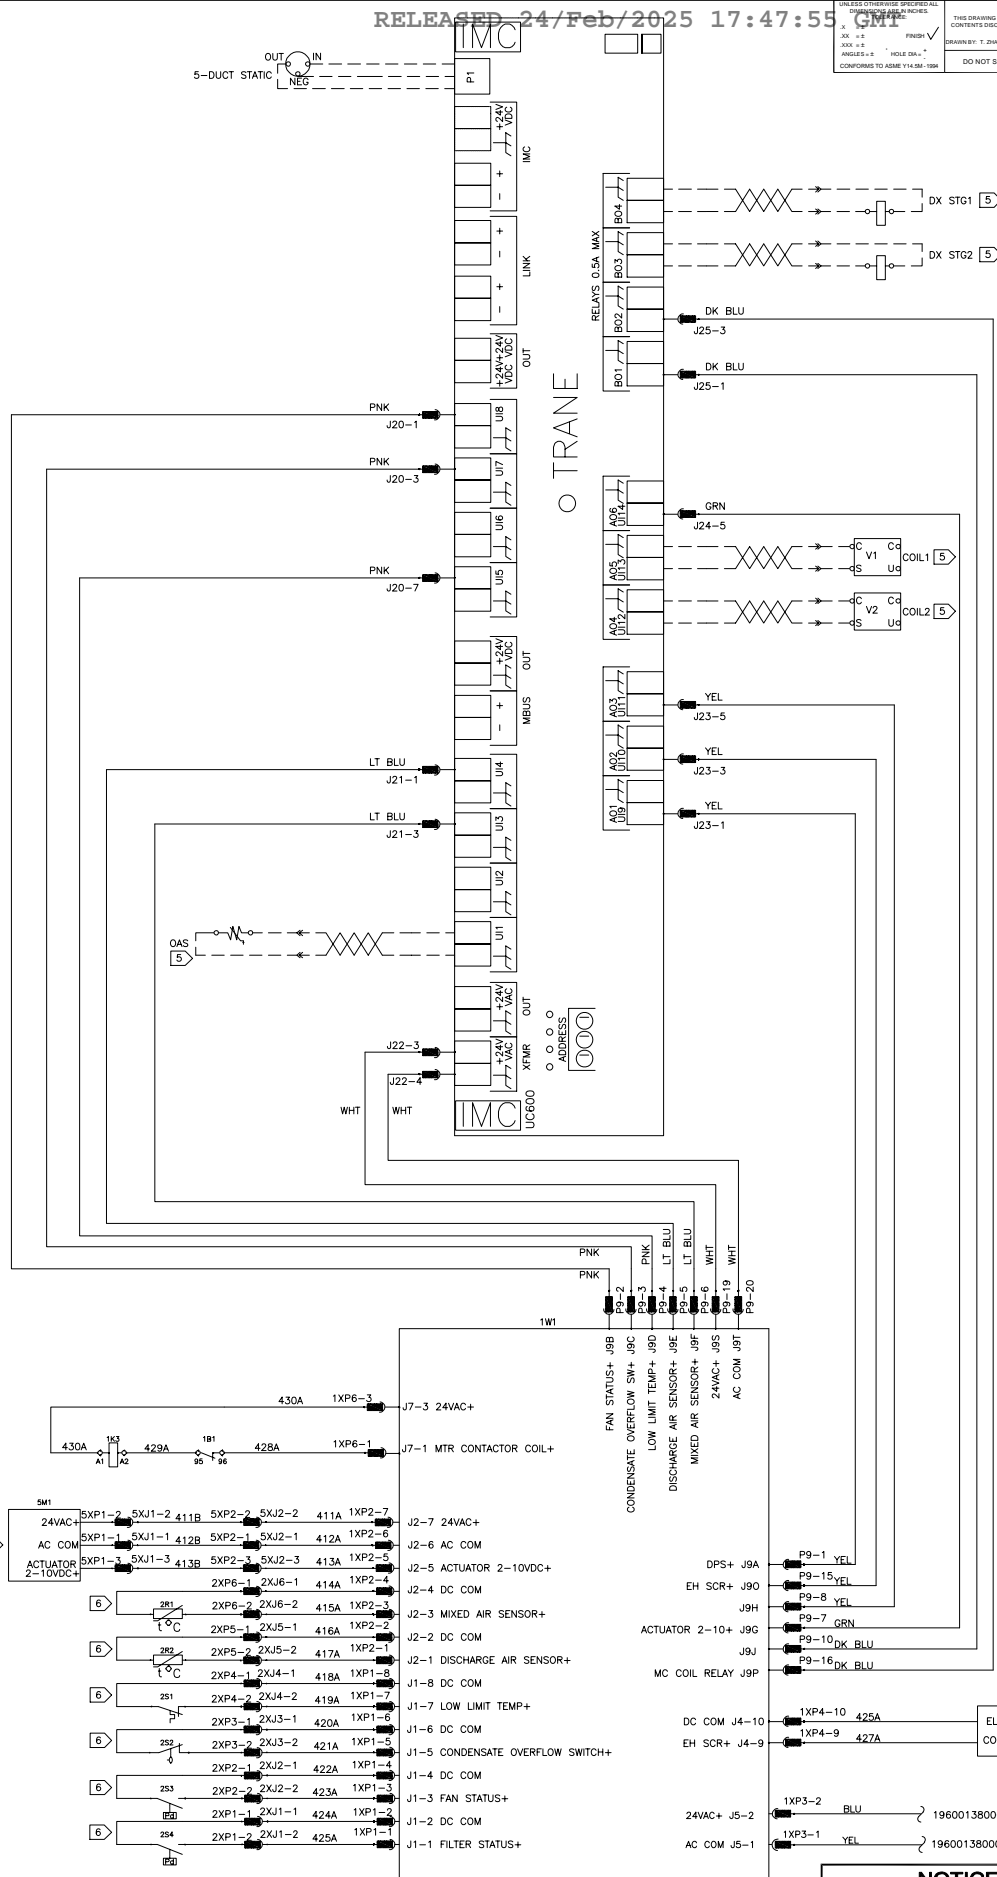 RELEASED 24/Feb/2025 17:47:55 GMT
UNLESS OTHERWISE SPECIFIED ALL
DIMENSIONS ARE IN INCHES.
TOLERANCE:
.X = ±
.XX = ±
FINISH
.XXX = ±
ANGLES = ±
HOLE DIA = + -
CONFORMS TO ASME Y14.5M - 1994
THIS DRAWING
CONTENTS DISC
DRAWN BY: T. ZHA
DO NOT S
IMC
OUT
IN
NEG
5-DUCT STATIC
P1
+24V
VDC
IMC
+
-
+
-
LINK
+
-
+24V+24V
VDC VDC
OUT
PNK
J20-1
UI8
PNK
J20-3
UI7
UI6
PNK
J20-7
UI5
+24V
VDC
OUT
+
-
MBUS
LT BLU
J21-1
UI4
LT BLU
J21-3
UI3
UI2
OAS
5
UI1
+24V
VAC
OUT
J22-3
J22-4
+24V
VAC
XFMR
WHT
WHT
IMC
UC600
ADDRESS
TRANE
BO4
DX STG1
5
RELAYS 0.5A MAX
BO3
DX STG2
5
BO2
DK BLU
J25-3
BO1
DK BLU
J25-1
AO6
UI14
GRN
J24-5
AO5
UI13
C
V1
C
S
U
COIL1
5
AO4
UI12
C
V2
C
S
U
COIL2
5
AO3
UI11
YEL
J23-5
AO2
UI10
YEL
J23-3
AO1
UI9
YEL
J23-1
PNK
PNK
PNK
LT BLU
LT BLU
WHT
WHT
P9-2
P9-3
P9-4
P9-5
P9-6
P9-19
P9-20
1W1
FAN STATUS+ J9B
CONDENSATE OVERFLOW SW+ J9C
LOW LIMIT TEMP+ J9D
DISCHARGE AIR SENSOR+ J9E
MIXED AIR SENSOR+ J9F
24VAC+ J9S
AC COM J9T
430A 1XP6-3 J7-3 24VAC+
430A A1 1K3 A2 429A 95 1B1 96 428A 1XP6-1 J7-1 MTR CONTACTOR COIL+
5M1
24VAC+ 5XP1-2 5XJ1-2 411B 5XP2-2 5XJ2-2 411A 1XP2-7 J2-7 24VAC+
AC COM 5XP1-1 5XJ1-1 412B 5XP2-1 5XJ2-1 412A 1XP2-6 J2-6 AC COM
ACTUATOR
2-10VDC+ 5XP1-3 5XJ1-3 413B 5XP2-3 5XJ2-3 413A 1XP2-5 J2-5 ACTUATOR 2-10VDC+
2XP6-1 2XJ6-1 414A 1XP2-4 J2-4 DC COM
6 2R1 t°C 2XP6-2 2XJ6-2 415A 1XP2-3 J2-3 MIXED AIR SENSOR+
2XP5-1 2XJ5-1 416A 1XP2-2 J2-2 DC COM
6 2R2 t°C 2XP5-2 2XJ5-2 417A 1XP2-1 J2-1 DISCHARGE AIR SENSOR+
2XP4-1 2XJ4-1 418A 1XP1-8 J1-8 DC COM
6 2S1 2XP4-2 2XJ4-2 419A 1XP1-7 J1-7 LOW LIMIT TEMP+
2XP3-1 2XJ3-1 420A 1XP1-6 J1-6 DC COM
6 2S2 2XP3-2 2XJ3-2 421A 1XP1-5 J1-5 CONDENSATE OVERFLOW SWITCH+
2XP2-1 2XJ2-1 422A 1XP1-4 J1-4 DC COM
6 2S3 Pd 2XP2-2 2XJ2-2 423A 1XP1-3 J1-3 FAN STATUS+
2XP1-1 2XJ1-1 424A 1XP1-2 J1-2 DC COM
6 2S4 Pd 2XP1-2 2XJ1-2 425A 1XP1-1 J1-1 FILTER STATUS+
DPS+ J9A P9-1 YEL
EH SCR+ J9O P9-15 YEL
J9H P9-8 YEL
ACTUATOR 2-10+ J9G P9-7 GRN
J9J P9-10 DK BLU
MC COIL RELAY J9P P9-16 DK BLU
DC COM J4-10 1XP4-10 425A
EH SCR+ J4-9 1XP4-9 427A
EL
CO
24VAC+ J5-2 1XP3-2 BLU 1960013800
AC COM J5-1 1XP3-1 YEL 1960013800
NOTICE